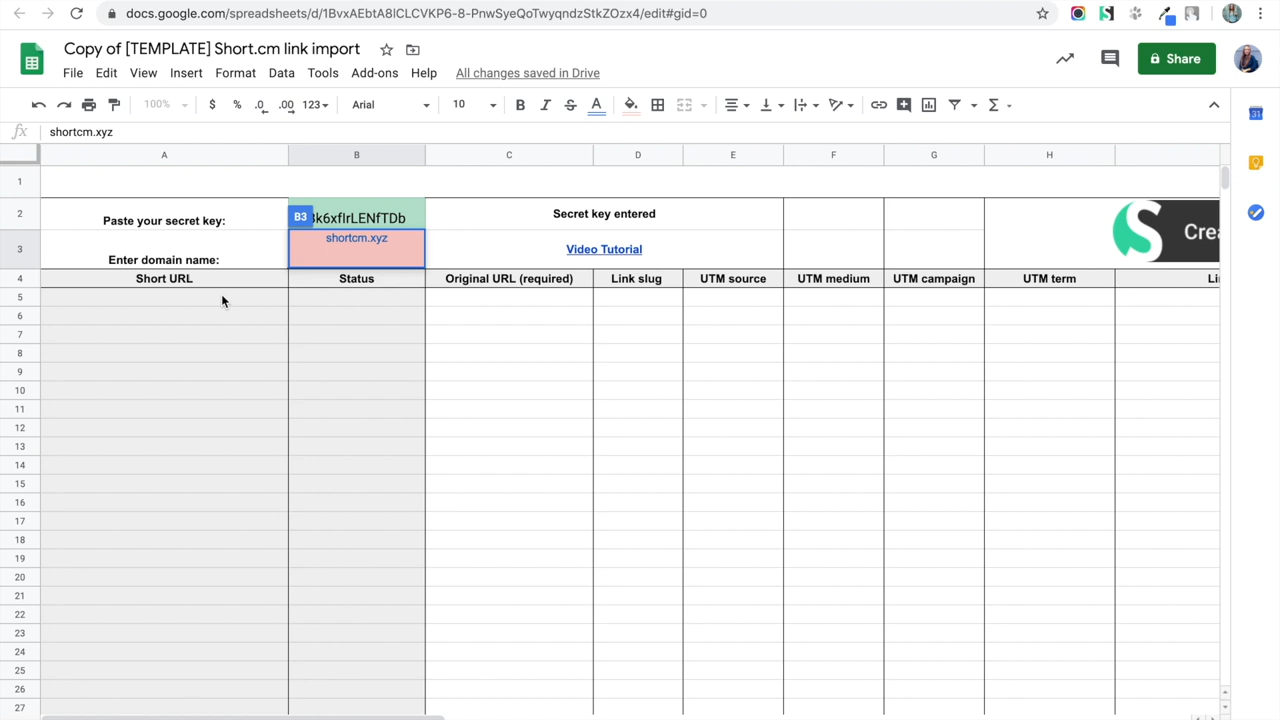 docs.google.com/spreadsheets/d/1BvxAEbtA8lCLCVKP6-8-PnwSyeQoTwyqndzStkZOzx4/edit#gid=0
Copy of [TEMPLATE] Short.cm link import
File Edit View Insert Format Data Tools Add-ons Help All changes saved in Drive
Share
100% $ % .0 .00 123 Arial 10 B I S A
31
fx shortcm.xyz
A B C D E F G H
1
2 Paste your secret key: k6xfIrLENfTDb Secret key entered
B3
3 Enter domain name: shortcm.xyz Video Tutorial
S Crea
4 Short URL Status Original URL (required) Link slug UTM source UTM medium UTM campaign UTM term Li
5
6
7
8
9
10
11
12
13
14
15
16
17
18
19
20
21
22
23
24
25
26
27